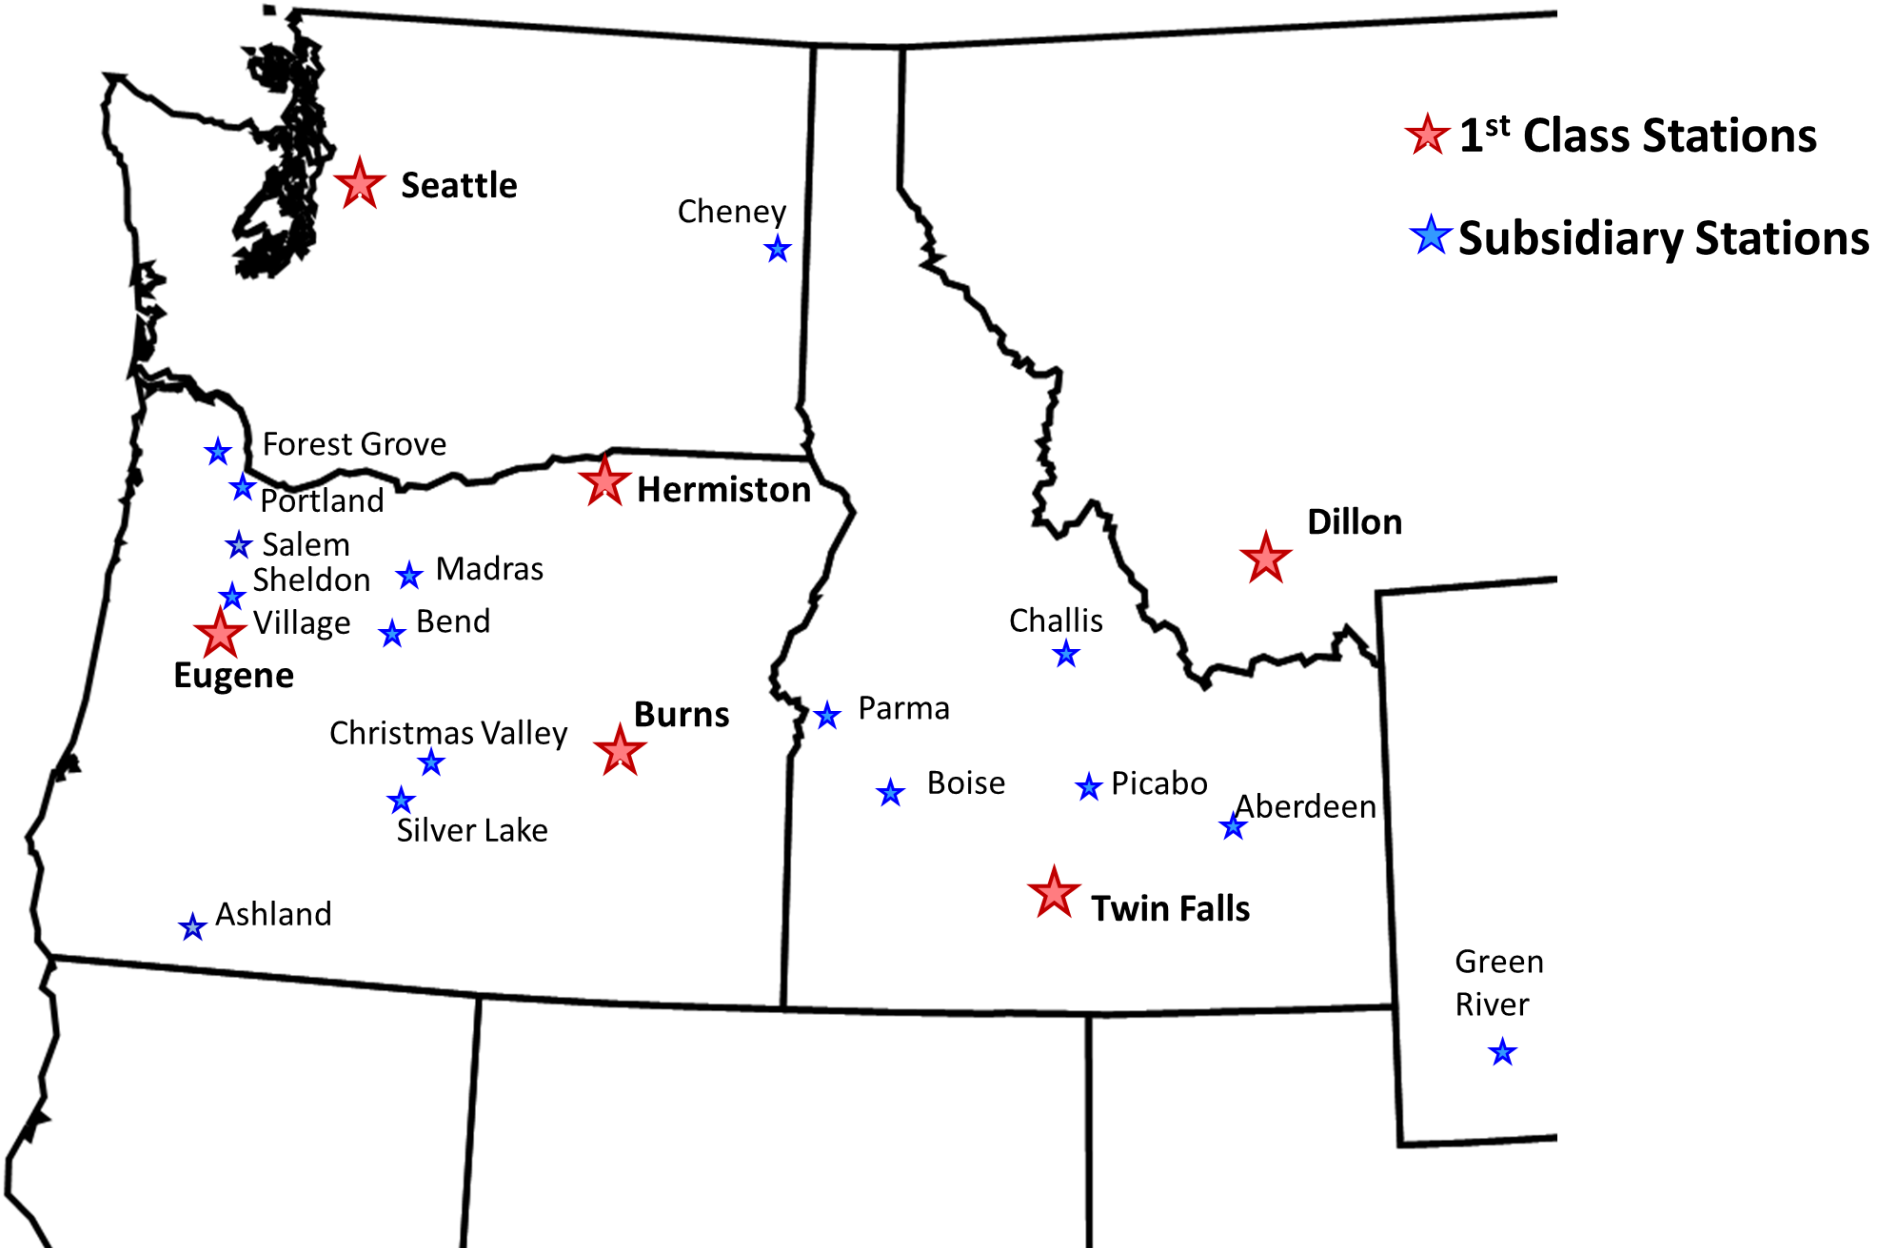 1st Class Stations
Seattle
Cheney
Subsidiary Stations
Forest Grove
Portland
Hermiston
Dillon
Salem
Madras
Sheldon
Village
Bend
Challis
Eugene
Burns
Parma
Christmas Valley
Boise
Picabo
Aberdeen
Silver Lake
Ashland
Twin Falls
Green
River